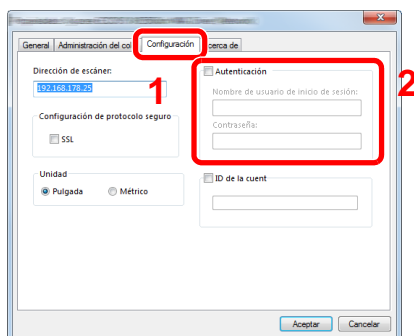 General
Administración del col
Configuración
cerca de
Dirección de escáner:
192.168.178.25
Configuración de protocolo seguro
SSL
Unidad
Pulgada
Métrico
1
Autenticación
Nombre de usuario de inicio de sesión:
Contraseña:
2
ID de la cuent
Aceptar
Cancelar